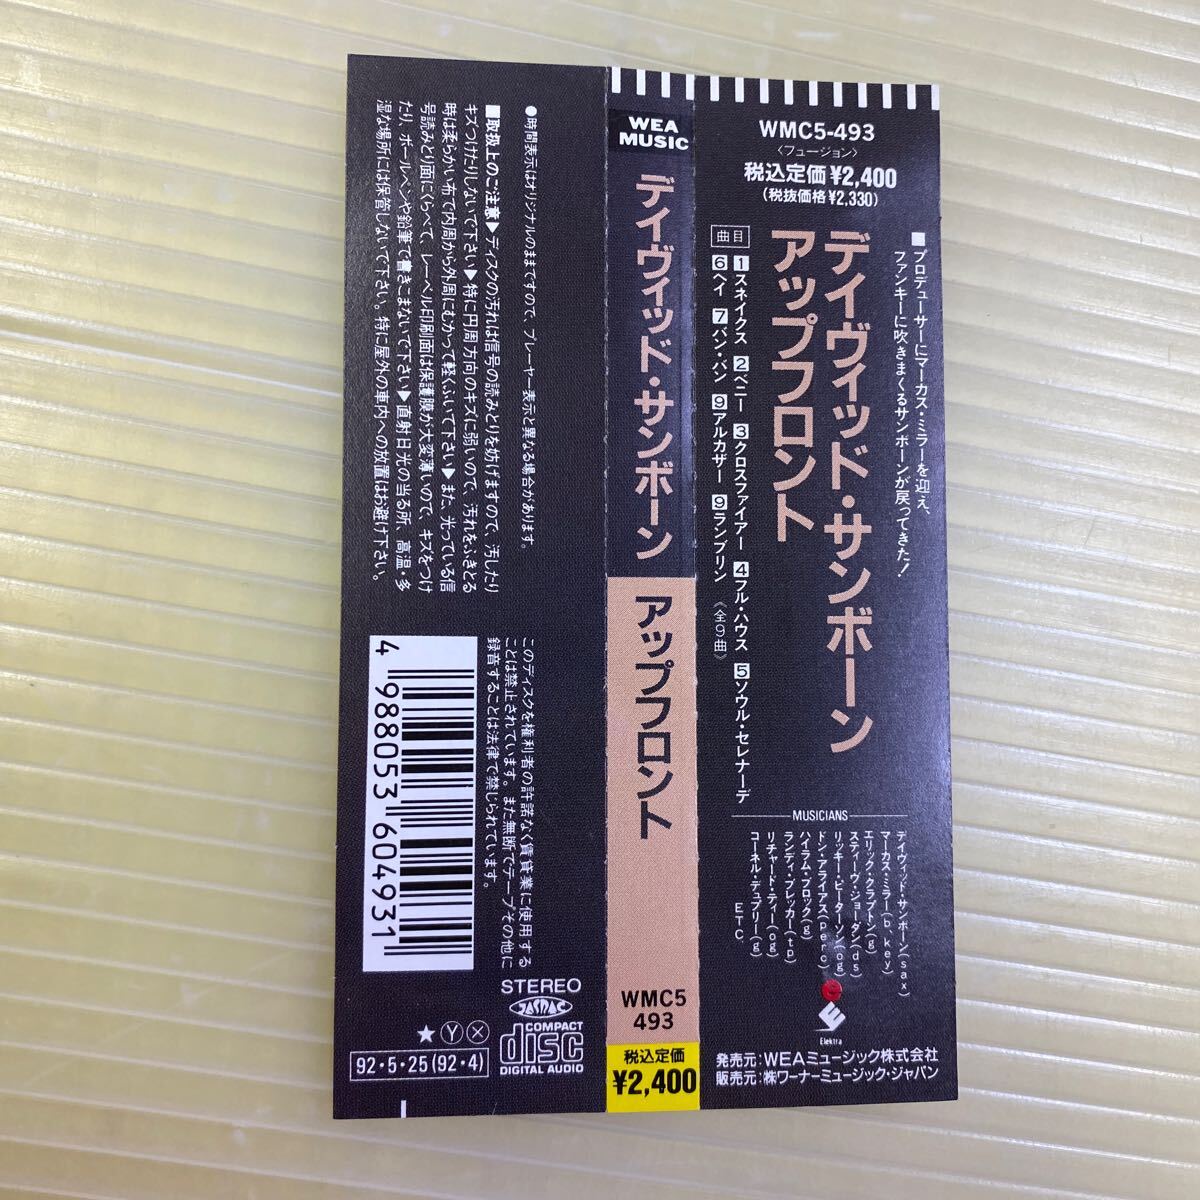 WMC5-493
〈フュージョン〉
税込定価¥2,400
(税抜価格¥2,330)
■プロデューサーにマーカス・ミラーを迎え、
ファンキーに吹きまくるサンボーンが戻ってきた!
デイヴィッド・サンボーン
アップフロント
曲目
1スネイクス 2ベニー 3クロスファイアー 4フル・ハウス 5ソウル・セレナーデ
6ヘイ 7バン・バン 9アルカザー 9ランブリン 《全9曲》
MUSICIANS
デイヴィッド・サンボーン(sax)
マーカス・ミラー(b、key)
エリック・クラプトン(g)
スティーヴ・ジョーダン(ds)
リッキー・ピーターソン(og)
ドン・アライアス(perc)
ハイラム・ブロック(g)
ランディ・ブレッカー(tp)
リチャード・ティー(og)
コーネル・デュプリー(g)
ETC.
Elektra
発売元:WEAミュージック株式会社
販売元:㈱ワーナーミュージック・ジャパン
WEA
MUSIC
デイヴィッド・サンボーン
アップフロント
WMC5
493
税込定価
¥2,400
●時間表示はオリジナルのままですので、プレーヤー表示と異なる場合があります。
■取扱上のご注意▶ディスクの汚れは信号の読みとりを妨げますので、汚したり
キズつけたりしないで下さい▶特に円周方向のキズに弱いので、汚れをふきとる
時は柔らかい布で内周から外周にむかって軽くふいて下さい▶また、光っている信
号読みとり面にくらべて、レーベル印刷面は保護膜が大変薄いので、キズをつけ
たり、ボールペンや鉛筆で書きこまないで下さい▶直射日光の当る所、高温・多
湿な場所には保管しないで下さい。特に屋外の車内への放置はお避け下さい。
このディスクを権利者の許諾なく賃貸業に使用する
ことは禁止されています。また無断でテープその他に
録音することは法律で禁じられています。
4 988053 604931
STEREO
JASRAC
★ⓎⓍ
COMPACT
disc
DIGITAL AUDIO
92・5・25(92・4)